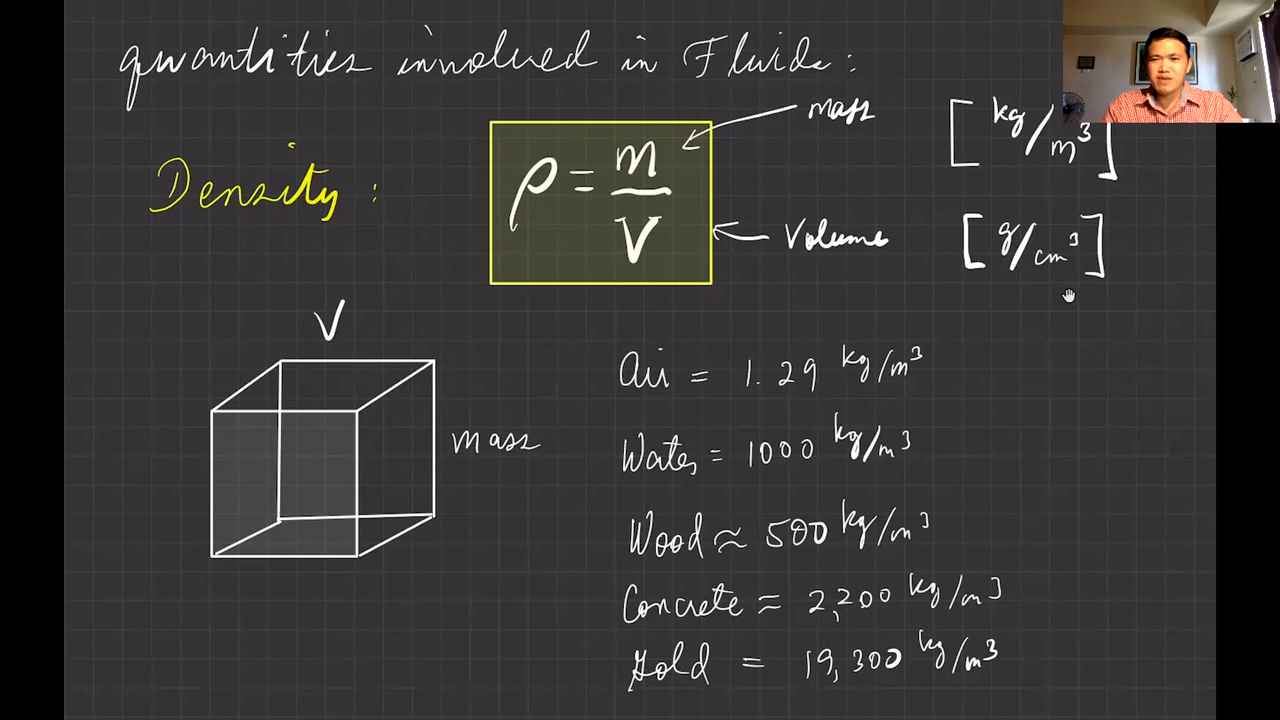 quantities involved in Fluids:
Density:
ρ = m/V
mass
Volume
[kg/m³]
[g/cm³]
V
mass
Air = 1.29 kg/m³
Water = 1000 kg/m³
Wood ≈ 500 kg/m³
Concrete ≈ 2,200 kg/m³
Gold = 19,300 kg/m³